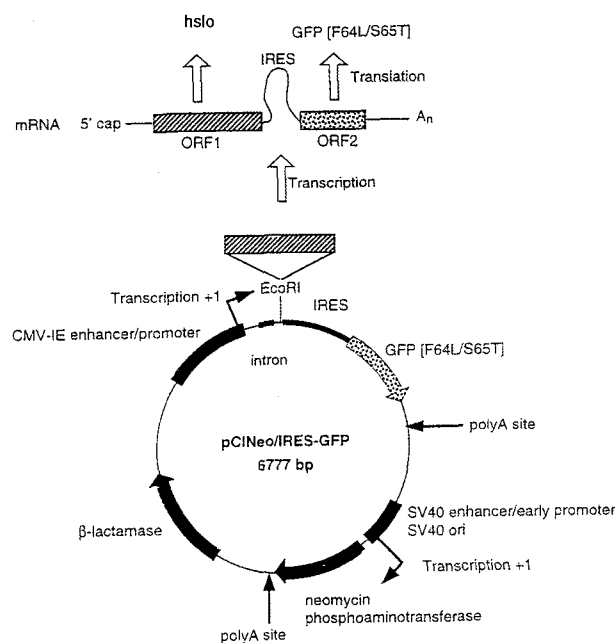 hslo
GFP [F64L/S65T]
IRES
Translation
mRNA 5' cap
An
ORF1
ORF2
Transcription
EcoRI
Transcription +1
IRES
CMV-IE enhancer/promoter
intron
GFP [F64L/S65T]
pCINeo/IRES-GFP
6777 bp
polyA site
SV40 enhancer/early promoter
SV40 ori
β-lactamase
Transcription +1
neomycin
phosphoaminotransferase
polyA site